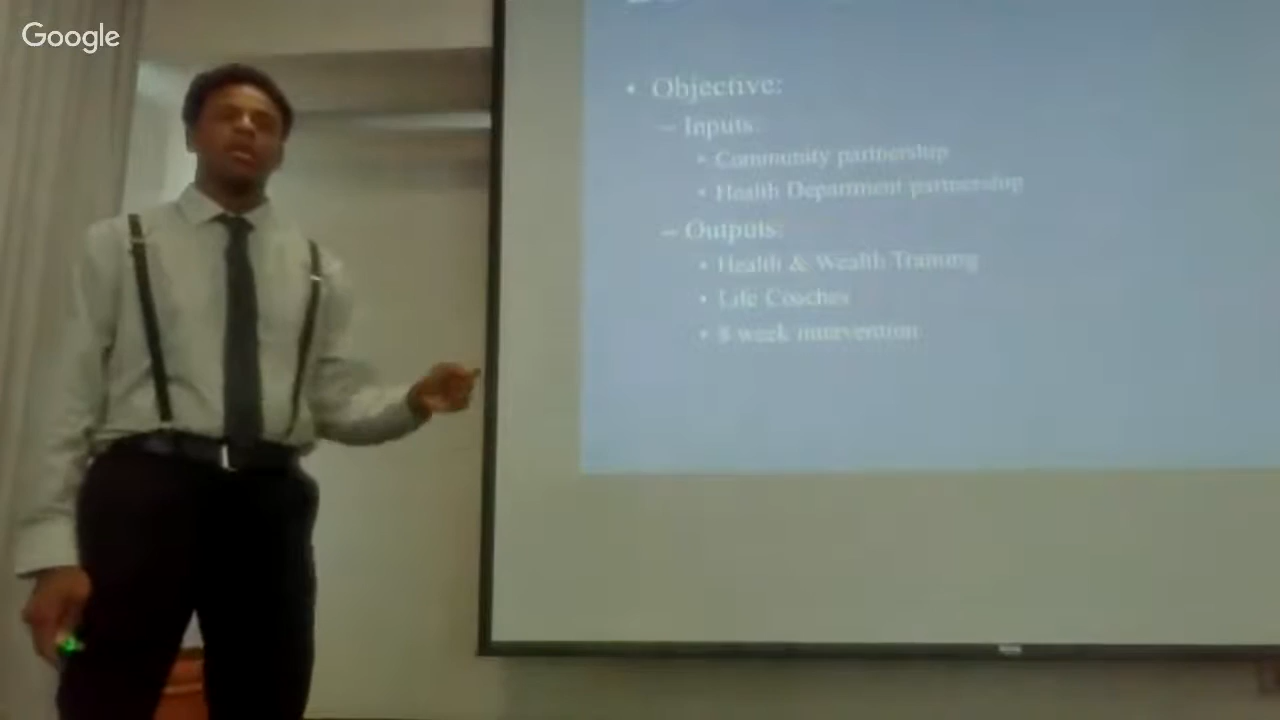 Google
• Objective:
– Inputs:
• Community partnership
• Health Department partnership
– Outputs:
• Health & Wealth Training
• Life Coaches
• 8 week intervention